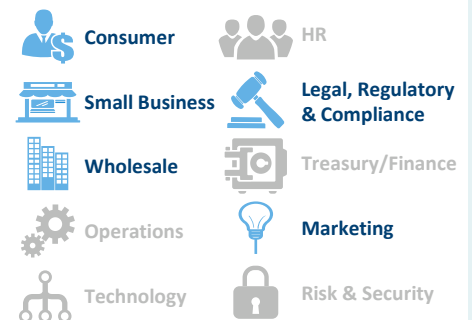 Consumer
HR
Small Business
Legal, Regulatory
& Compliance
Wholesale
Treasury/Finance
Operations
Marketing
Technology
Risk & Security